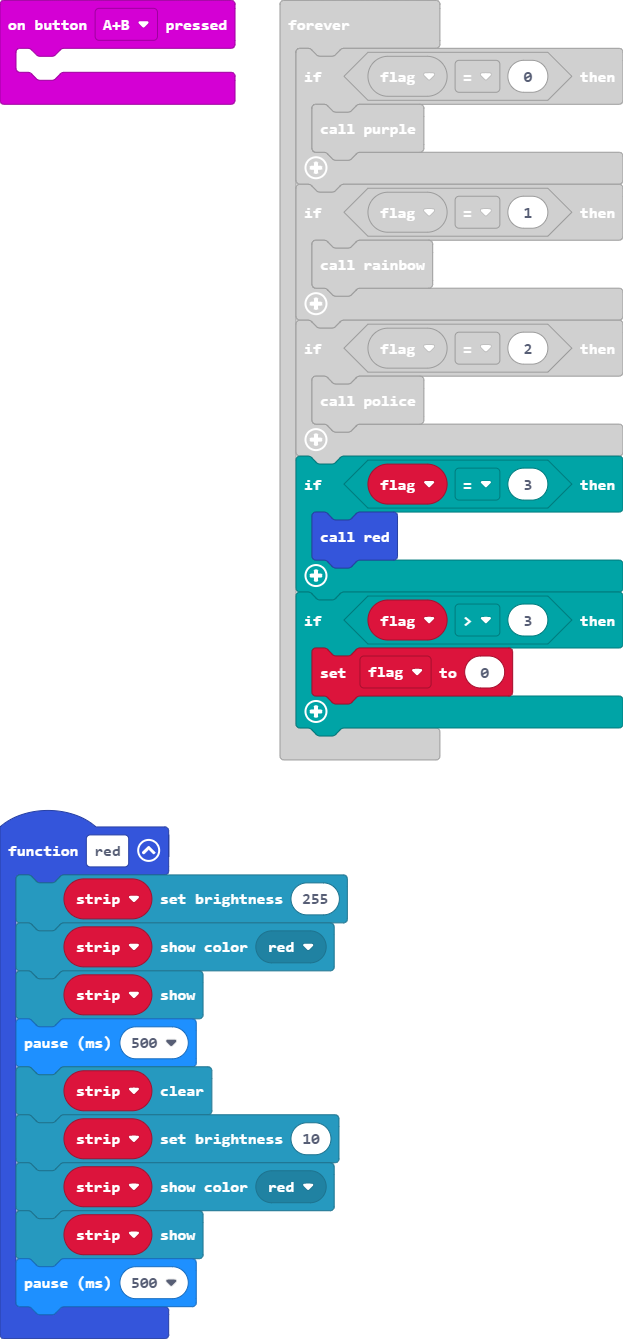 on button A+B pressed
forever
if flag = 0 then
call purple
if flag = 1 then
call rainbow
if flag = 2 then
call police
if flag = 3 then
call red
if flag > 3 then
set flag to 0
function red
strip set brightness 255
strip show color red
strip show
pause (ms) 500
strip clear
strip set brightness 10
strip show color red
strip show
pause (ms) 500